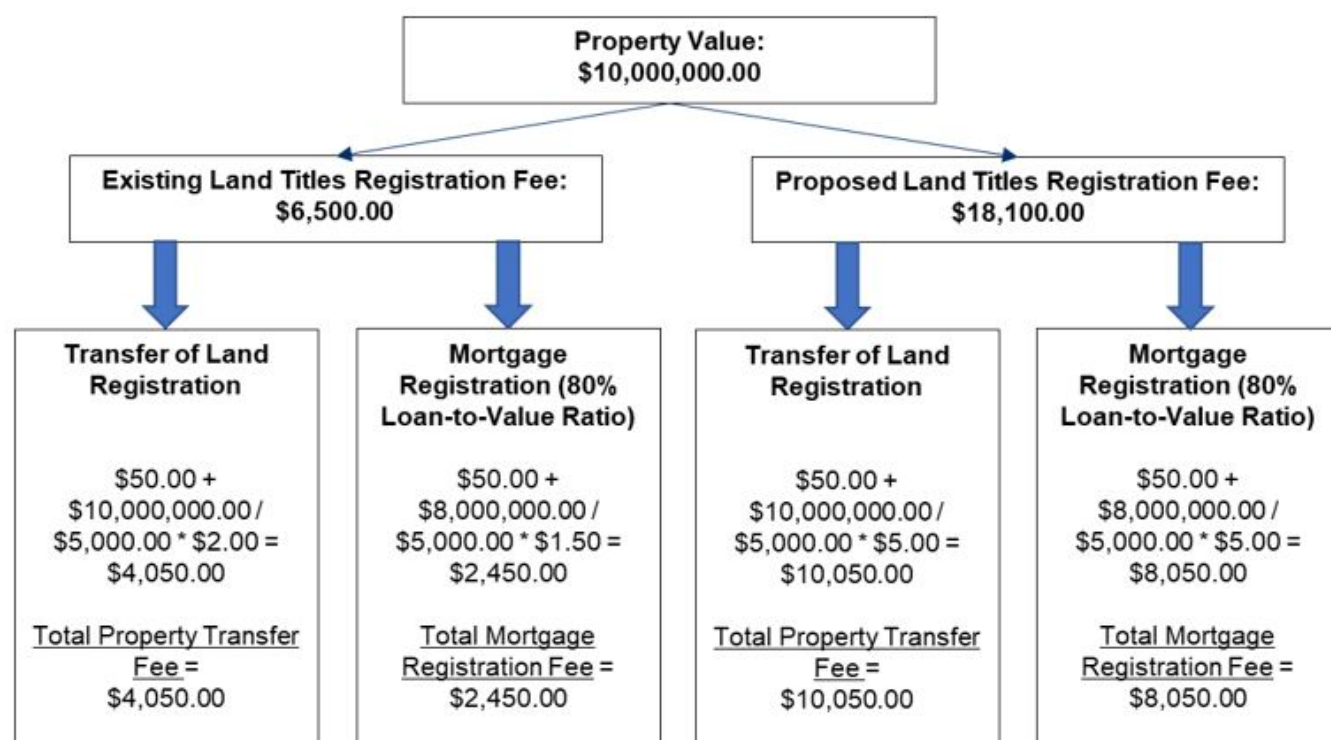 Property Value:
$10,000,000.00
Existing Land Titles Registration Fee:
$6,500.00
Proposed Land Titles Registration Fee:
$18,100.00
Transfer of Land
Registration
$50.00 +
$10,000,000.00 /
$5,000.00 * $2.00 =
$4,050.00
Total Property Transfer
Fee =
$4,050.00
Mortgage
Registration (80%
Loan-to-Value Ratio)
$50.00 +
$8,000,000.00 /
$5,000.00 * $1.50 =
$2,450.00
Total Mortgage
Registration Fee =
$2,450.00
Transfer of Land
Registration
$50.00 +
$10,000,000.00 /
$5,000.00 * $5.00 =
$10,050.00
Total Property Transfer
Fee =
$10,050.00
Mortgage
Registration (80%
Loan-to-Value Ratio)
$50.00 +
$8,000,000.00 /
$5,000.00 * $5.00 =
$8,050.00
Total Mortgage
Registration Fee =
$8,050.00